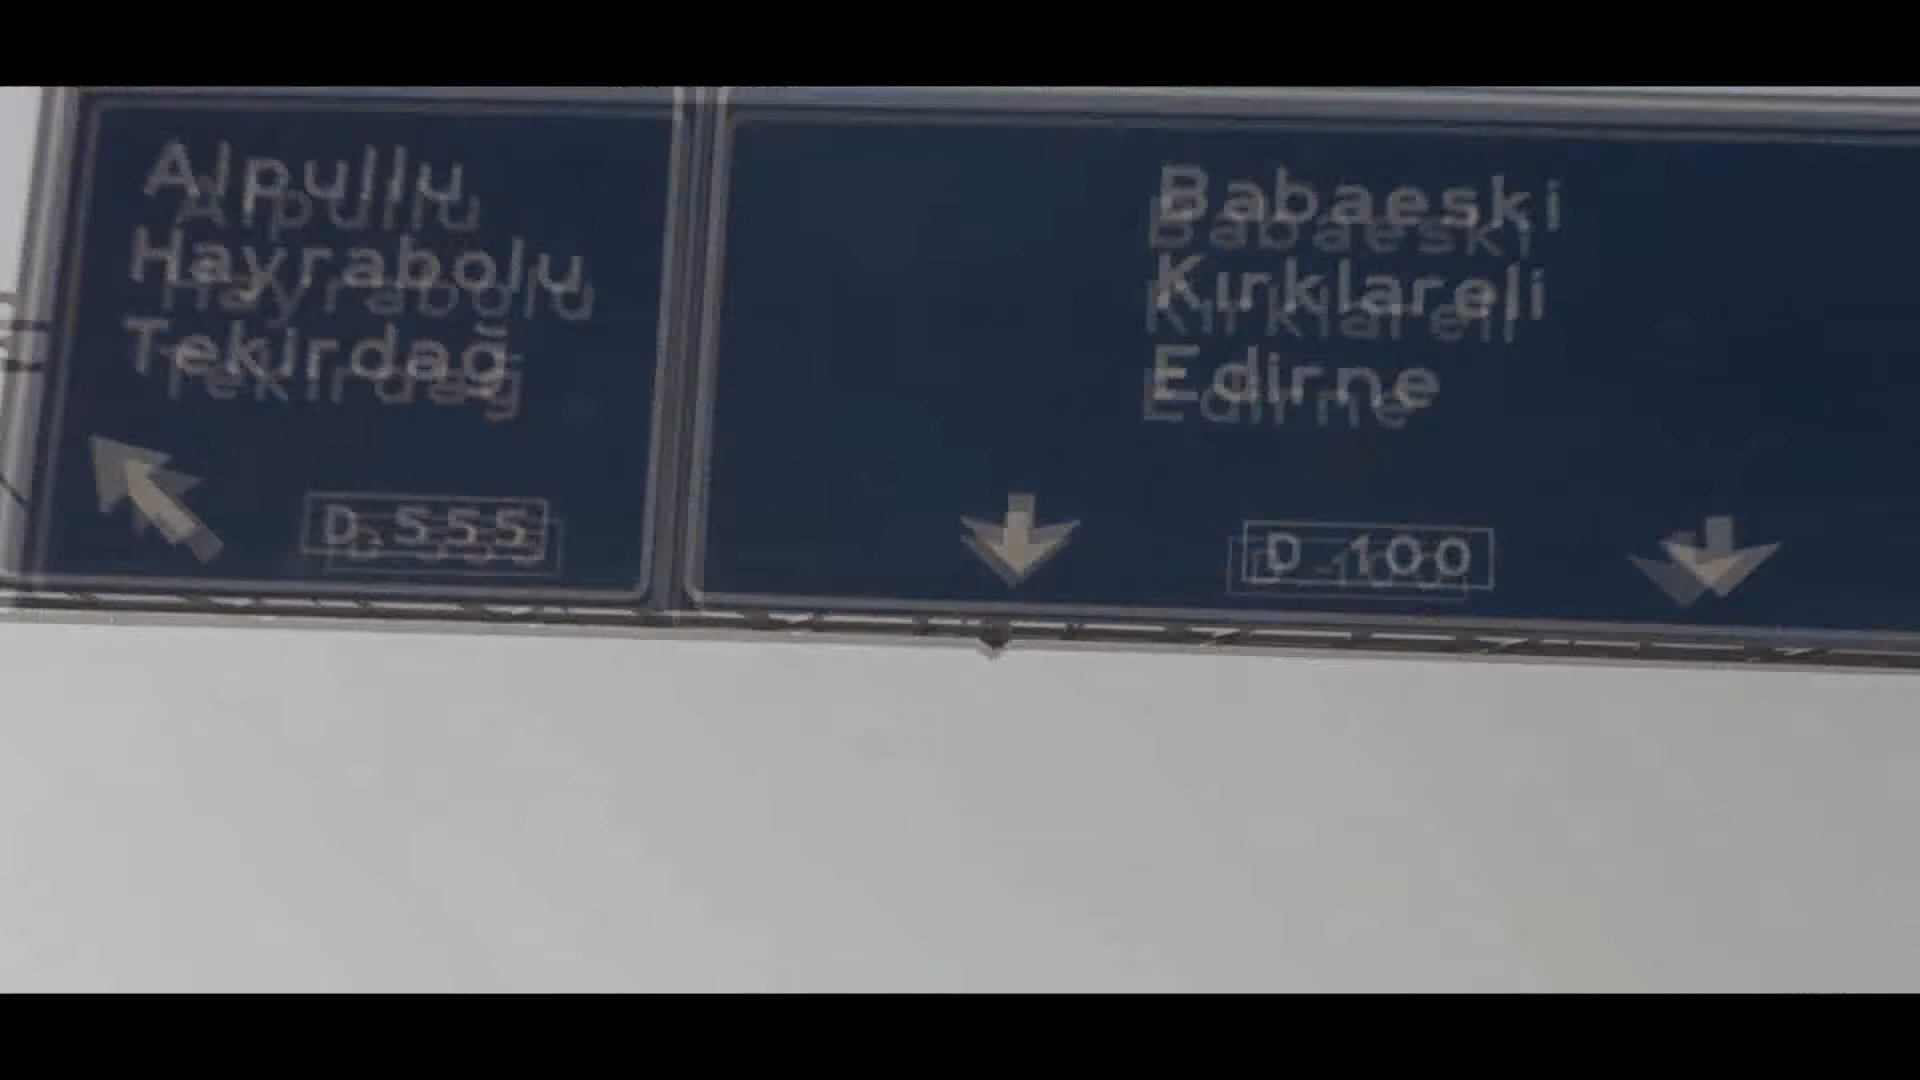 Alpullu
Hayrabolu
Tekirdağ
D.555
Babaeski
Kırklareli
Edirne
D-100